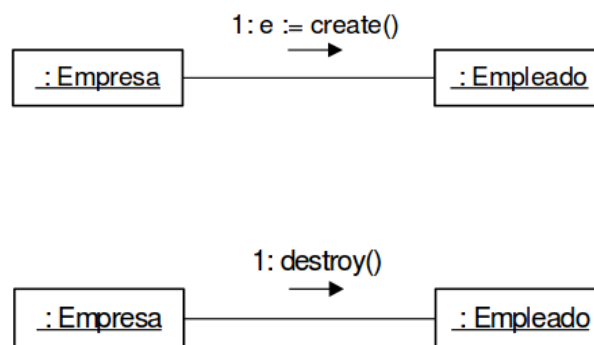 1: e := create()
: Empresa
: Empleado
1: destroy()
: Empresa
: Empleado